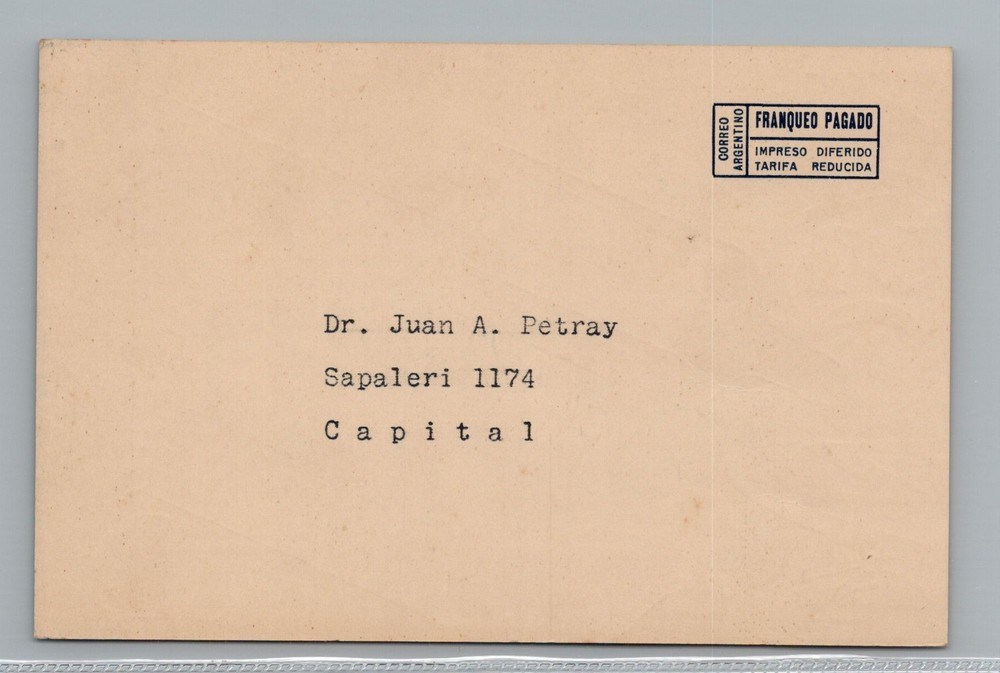 CORREO
ARGENTINO
FRANQUEO PAGADO
IMPRESO DIFERIDO
TARIFA REDUCIDA
Dr. Juan A. Petray
Sapaleri 1174
C a p i t a l